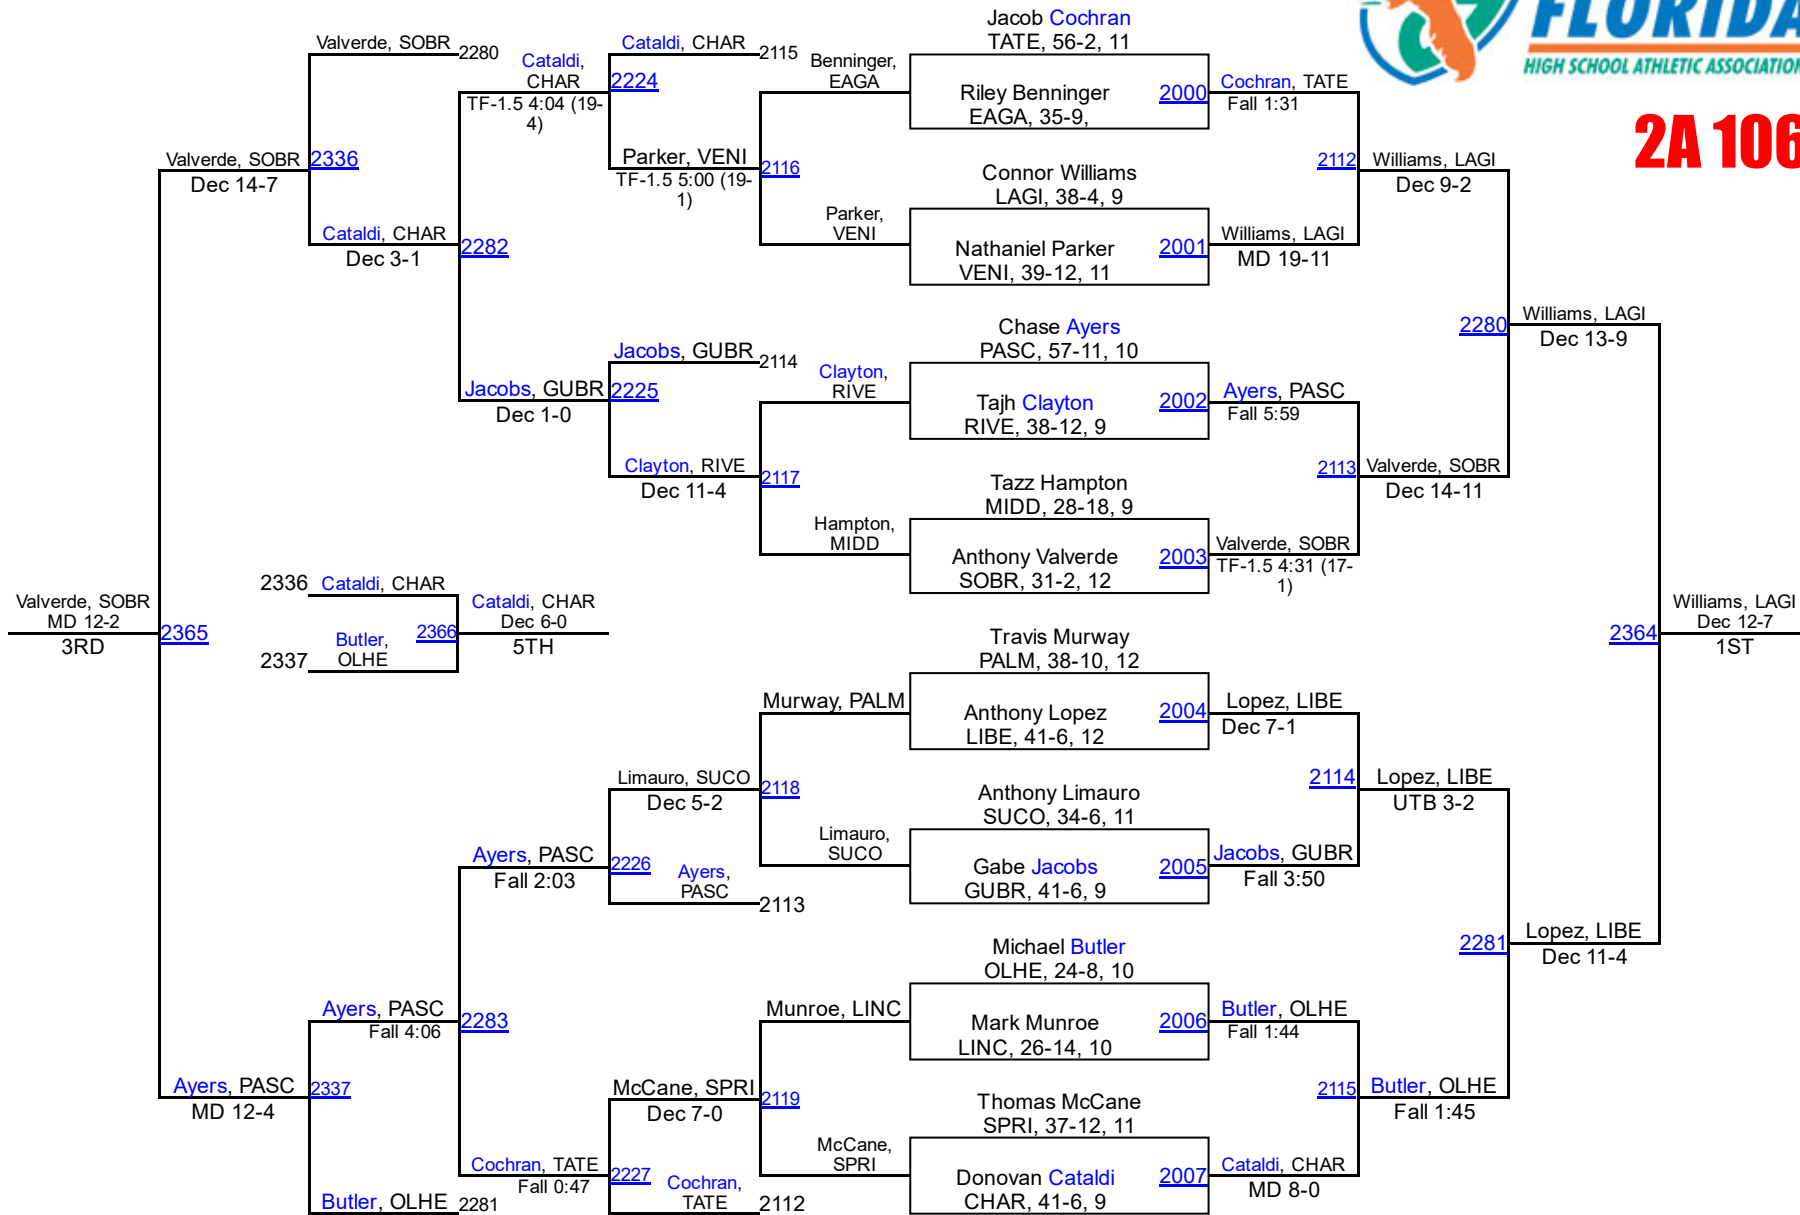 FLORIDA
HIGH SCHOOL ATHLETIC ASSOCIATION
2A 106
Valverde, SOBR
2280
Valverde, SOBR
Dec 14-7
2336
Cataldi, CHAR
Dec 3-1
2282
Cataldi,
CHAR
TF-1.5 4:04 (19-
4)
2224
Cataldi, CHAR
2115
Parker, VENI
TF-1.5 5:00 (19-
1)
2116
Benninger,
EAGA
Parker,
VENI
Jacobs, GUBR
Dec 1-0
2225
Jacobs, GUBR
2114
Clayton, RIVE
Dec 11-4
2117
Clayton,
RIVE
Hampton,
MIDD
Valverde, SOBR
MD 12-2
3RD
2365
2336
Cataldi, CHAR
2337
Butler,
OLHE
2366
Cataldi, CHAR
Dec 6-0
5TH
Murway, PALM
Limauro, SUCO
Dec 5-2
2118
Limauro,
SUCO
Ayers, PASC
Fall 2:03
2226
Ayers,
PASC
2113
Ayers, PASC
Fall 4:06
2283
Ayers, PASC
MD 12-4
2337
Butler, OLHE
2281
Munroe, LINC
McCane, SPRI
Dec 7-0
2119
McCane,
SPRI
Cochran, TATE
Fall 0:47
2227
Cochran,
TATE
2112
Jacob Cochran
TATE, 56-2, 11
Riley Benninger
EAGA, 35-9,
2000
Cochran, TATE
Fall 1:31
Connor Williams
LAGI, 38-4, 9
Nathaniel Parker
VENI, 39-12, 11
2001
Williams, LAGI
MD 19-11
2112
Williams, LAGI
Dec 9-2
Chase Ayers
PASC, 57-11, 10
Tajh Clayton
RIVE, 38-12, 9
2002
Ayers, PASC
Fall 5:59
Tazz Hampton
MIDD, 28-18, 9
Anthony Valverde
SOBR, 31-2, 12
2003
Valverde, SOBR
TF-1.5 4:31 (17-
1)
2113
Valverde, SOBR
Dec 14-11
2280
Williams, LAGI
Dec 13-9
Travis Murway
PALM, 38-10, 12
Anthony Lopez
LIBE, 41-6, 12
2004
Lopez, LIBE
Dec 7-1
Anthony Limauro
SUCO, 34-6, 11
Gabe Jacobs
GUBR, 41-6, 9
2005
Jacobs, GUBR
Fall 3:50
2114
Lopez, LIBE
UTB 3-2
Michael Butler
OLHE, 24-8, 10
Mark Munroe
LINC, 26-14, 10
2006
Butler, OLHE
Fall 1:44
Thomas McCane
SPRI, 37-12, 11
Donovan Cataldi
CHAR, 41-6, 9
2007
Cataldi, CHAR
MD 8-0
2115
Butler, OLHE
Fall 1:45
2281
Lopez, LIBE
Dec 11-4
2364
Williams, LAGI
Dec 12-7
1ST